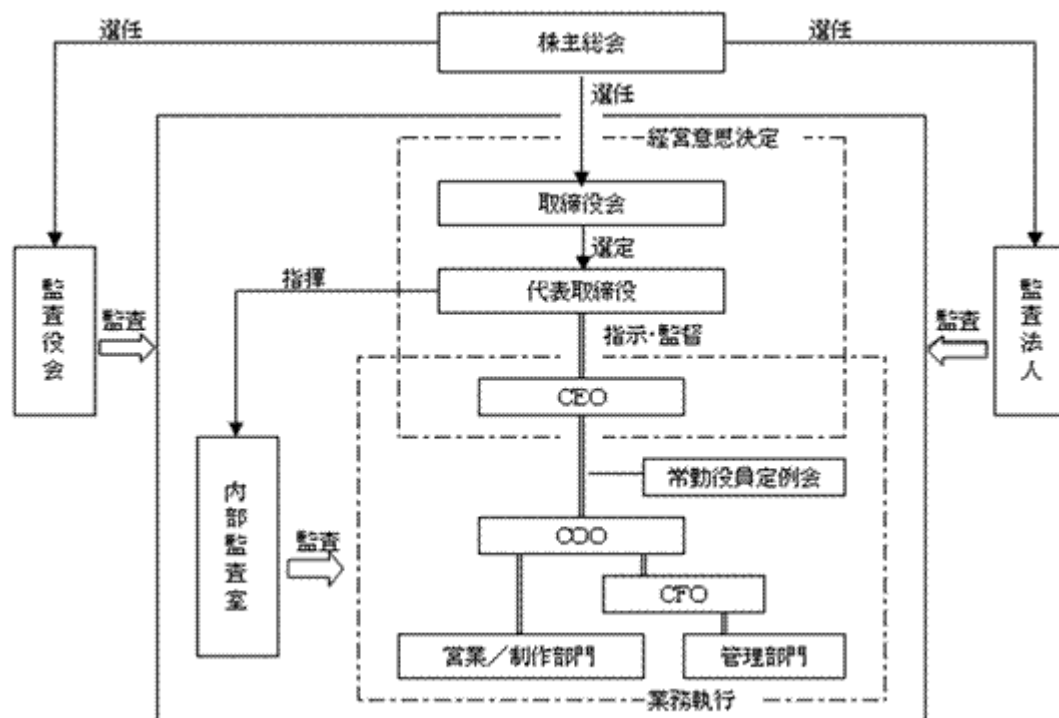 選任
株主総会
選任
選任
経営意思決定
取締役会
選定
指揮
代表取締役
監査役会
監査
指示・監督
監査
監査法人
CEO
常勤役員定例会
内部監査室
監査
COO
CFO
営業／制作部門
管理部門
業務執行